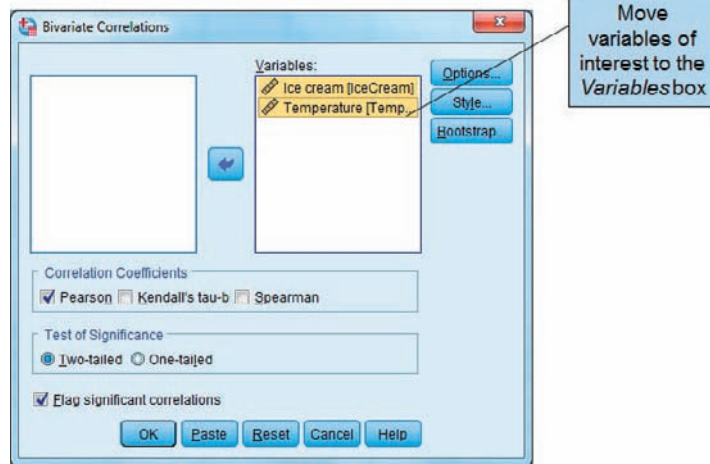 Bivariate Correlations
Variables:
Ice cream [IceCream]
Temperature [Temp...
Options...
Style...
Bootstrap...
Correlation Coefficients
Pearson Kendall's tau-b Spearman
Test of Significance
Two-tailed One-tailed
Flag significant correlations
OK Paste Reset Cancel Help
Move
variables of
interest to the
Variables box